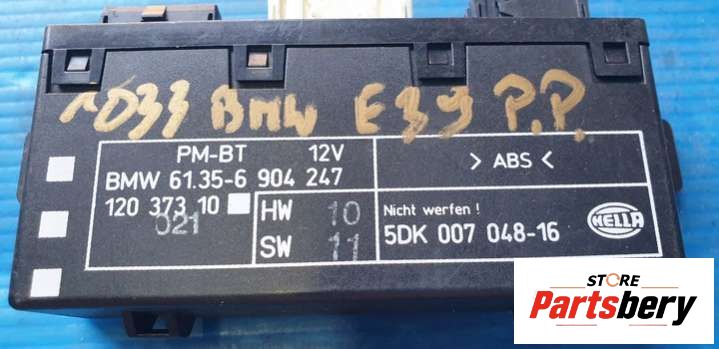 1033 BMW E39 P.P.
PM-BT 12V
BMW 61.35-6 904 247
120 373 10
021
HW 10
SW 11
> ABS <
Nicht werfen !
5DK 007 048-16
HELLA
STORE
Partsbery